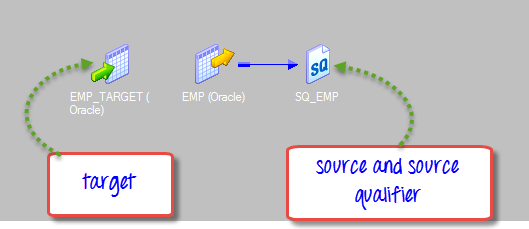 SQ
EMP_TARGET (
Oracle)
EMP (Oracle)
SQ_EMP
target
source and source
qualifier